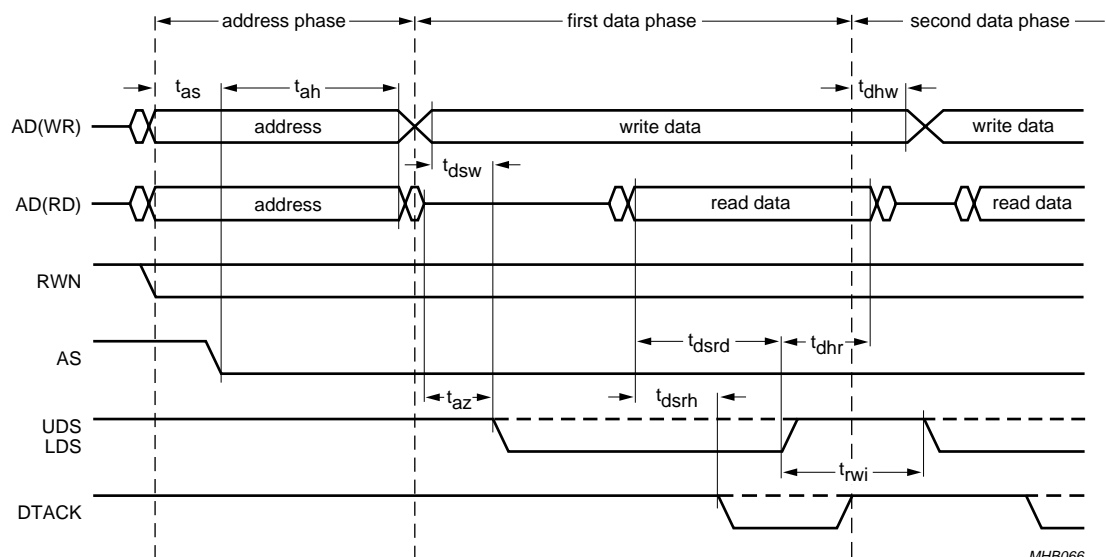 address phase first data phase second data phase
tas tah tdhw
AD(WR) address write data write data
tdsw
AD(RD) address read data read data
RWN
tdsrd tdhr
AS
taz tdsrh
UDS
LDS
trwi
DTACK
MHB066